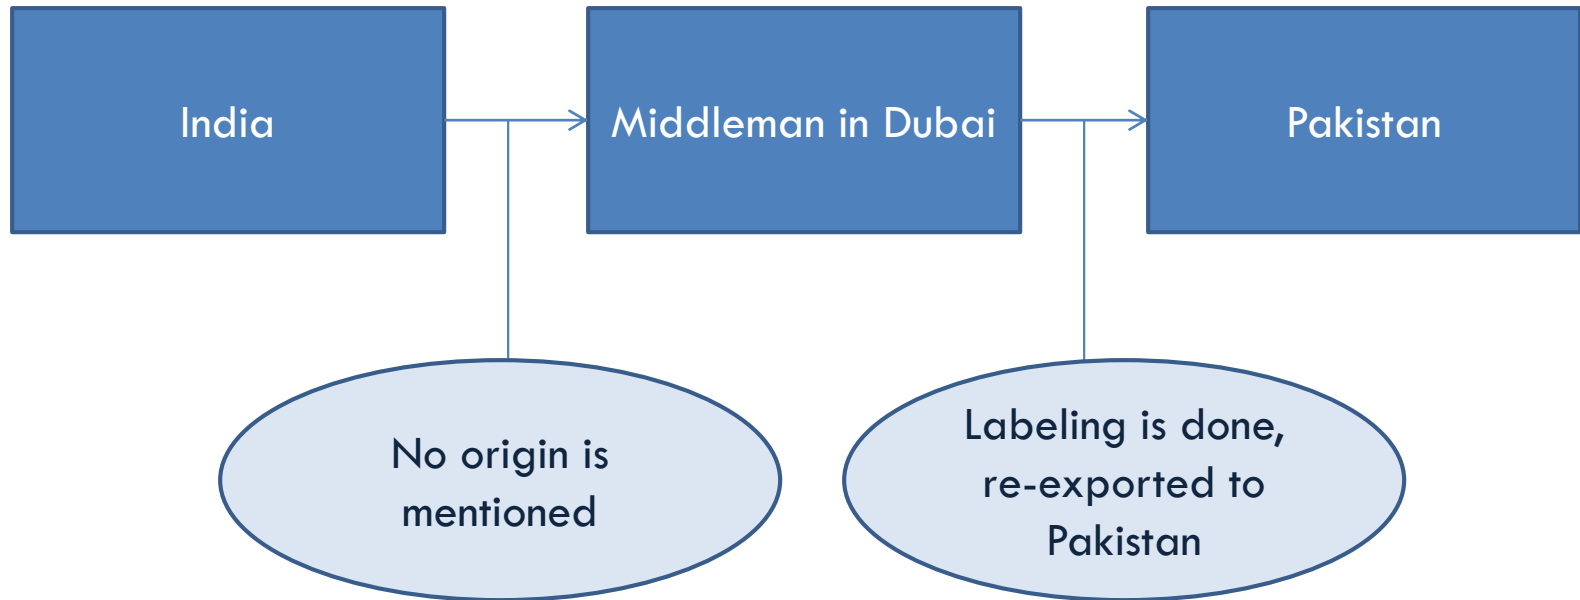 India
Middleman in Dubai
Pakistan
No origin is
mentioned
Labeling is done,
re-exported to
Pakistan